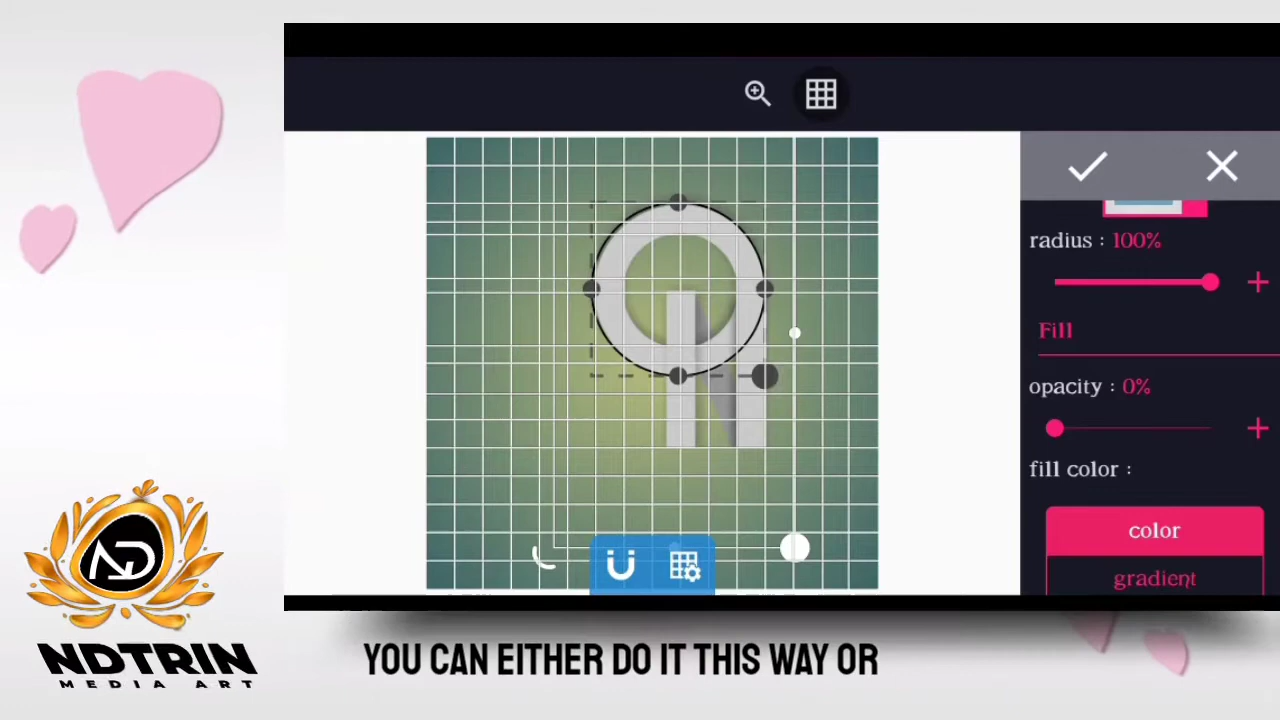 radius : 100%
Fill
opacity : 0%
fill color :
color
gradient
ND
NDTRIN
MEDIA ART
YOU CAN EITHER DO IT THIS WAY OR